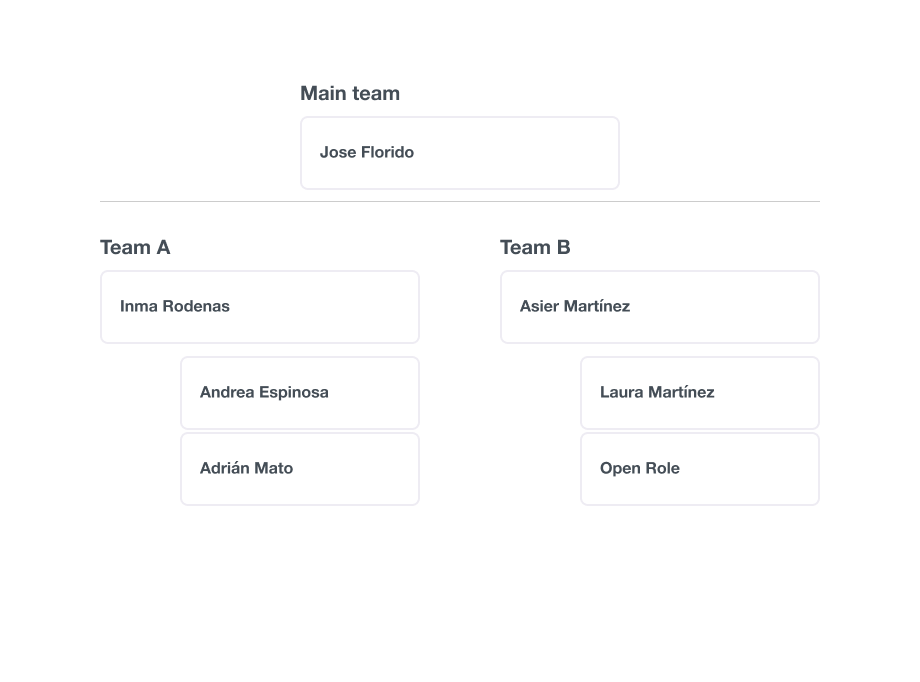 Main team
Jose Florido
Team A
Inma Rodenas
Andrea Espinosa
Adrián Mato
Team B
Asier Martínez
Laura Martínez
Open Role